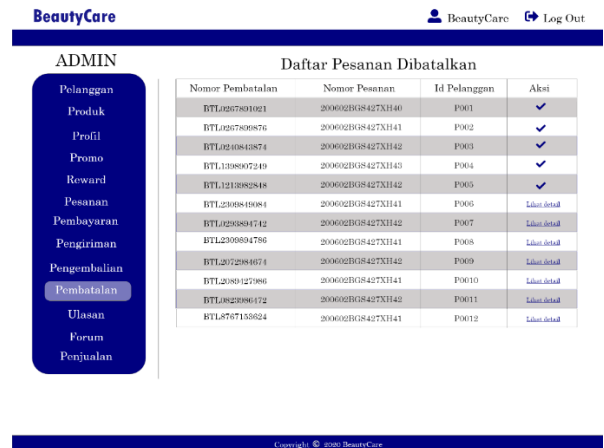 BeautyCare
BeautyCare Log Out
ADMIN
Pelanggan
Produk
Profil
Promo
Reward
Pesanan
Pembayaran
Pengiriman
Pengembalian
Pembatalan
Ulasan
Forum
Penjualan
Daftar Pesanan Dibatalkan
Nomor Pembatalan Nomor Pesanan Id Pelanggan Aksi
BTL0267891021 200602BGS427XH40 P001
BTL0267899876 200602BGS427XH41 P002
BTL0240843874 200602BGS427XH42 P003
BTL1398907249 200602BGS427XH43 P004
BTL1213982848 200602BGS427XH42 P005
BTL2309849084 200602BGS427XH41 P006 Lihat detail
BTL0293894742 200602BGS427XH42 P007 Lihat detail
BTL2309894786 200602BGS427XH41 P008 Lihat detail
BTL2072984674 200602BGS427XH42 P009 Lihat detail
BTL2089427986 200602BGS427XH41 P0010 Lihat detail
BTL0823986472 200602BGS427XH42 P0011 Lihat detail
BTL8767153624 200602BGS427XH41 P0012 Lihat detail
Copyright © 2020 BeautyCare